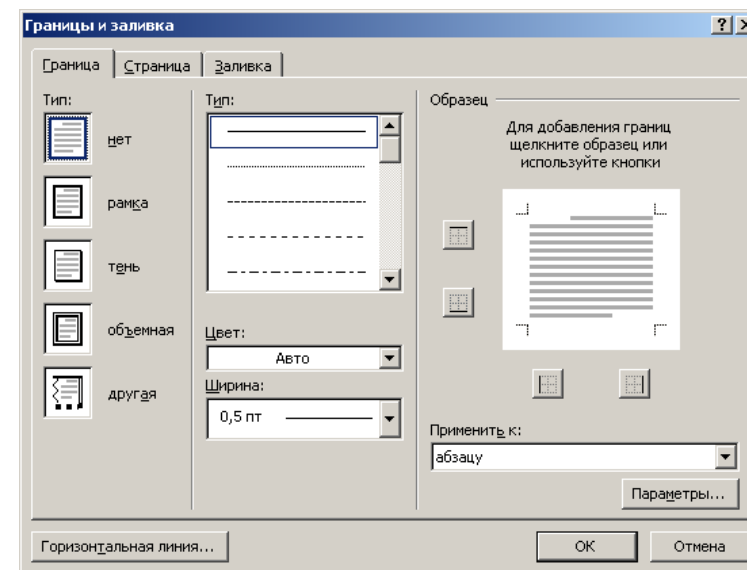 Границы и заливка
Граница
Страница
Заливка
Тип:
нет
рамка
тень
объемная
другая
Тип:
Цвет:
Авто
Ширина:
0,5 пт
Образец
Для добавления границ
щелкните образец или
используйте кнопки
Применить к:
абзацу
Параметры...
Горизонтальная линия...
ОК
Отмена